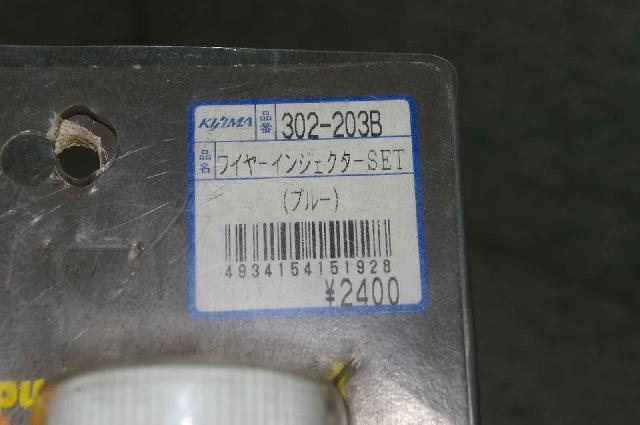 KIJIMA 品番 302-203B
品名 ワイヤーインジェクターSET
(ブルー)
4934154151928
¥2400